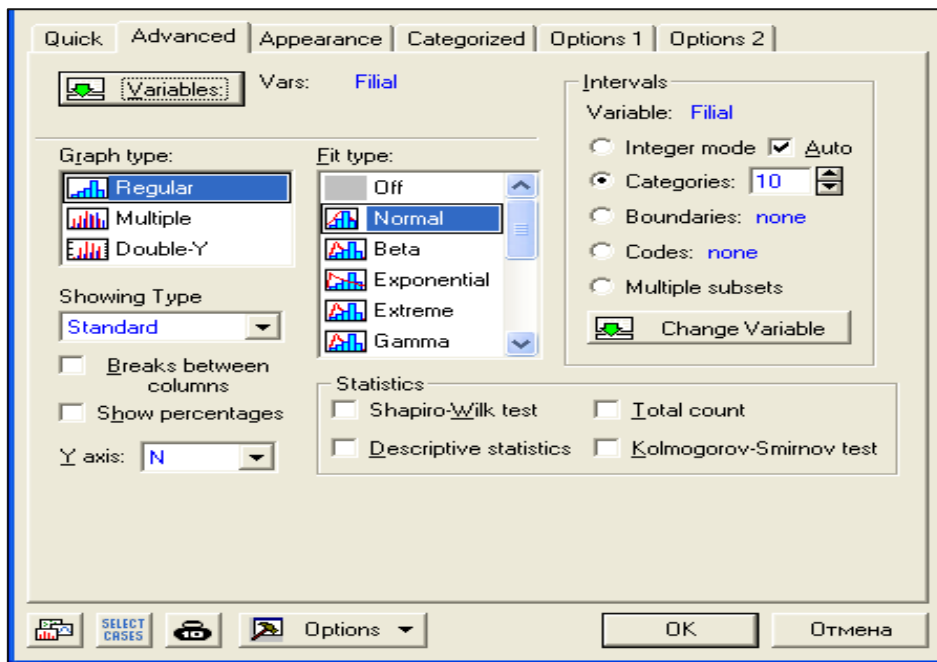 Quick Advanced Appearance Categorized Options 1 Options 2
Variables: Vars: Filial
Graph type:
Regular
Multiple
Double-Y
Showing Type
Standard
Breaks between
columns
Show percentages
Y axis: N
Fit type:
Off
Normal
Beta
Exponential
Extreme
Gamma
Intervals
Variable: Filial
Integer mode Auto
Categories: 10
Boundaries: none
Codes: none
Multiple subsets
Change Variable
Statistics
Shapiro-Wilk test Total count
Descriptive statistics Kolmogorov-Smirnov test
SELECT
CASES
Options OK Отмена